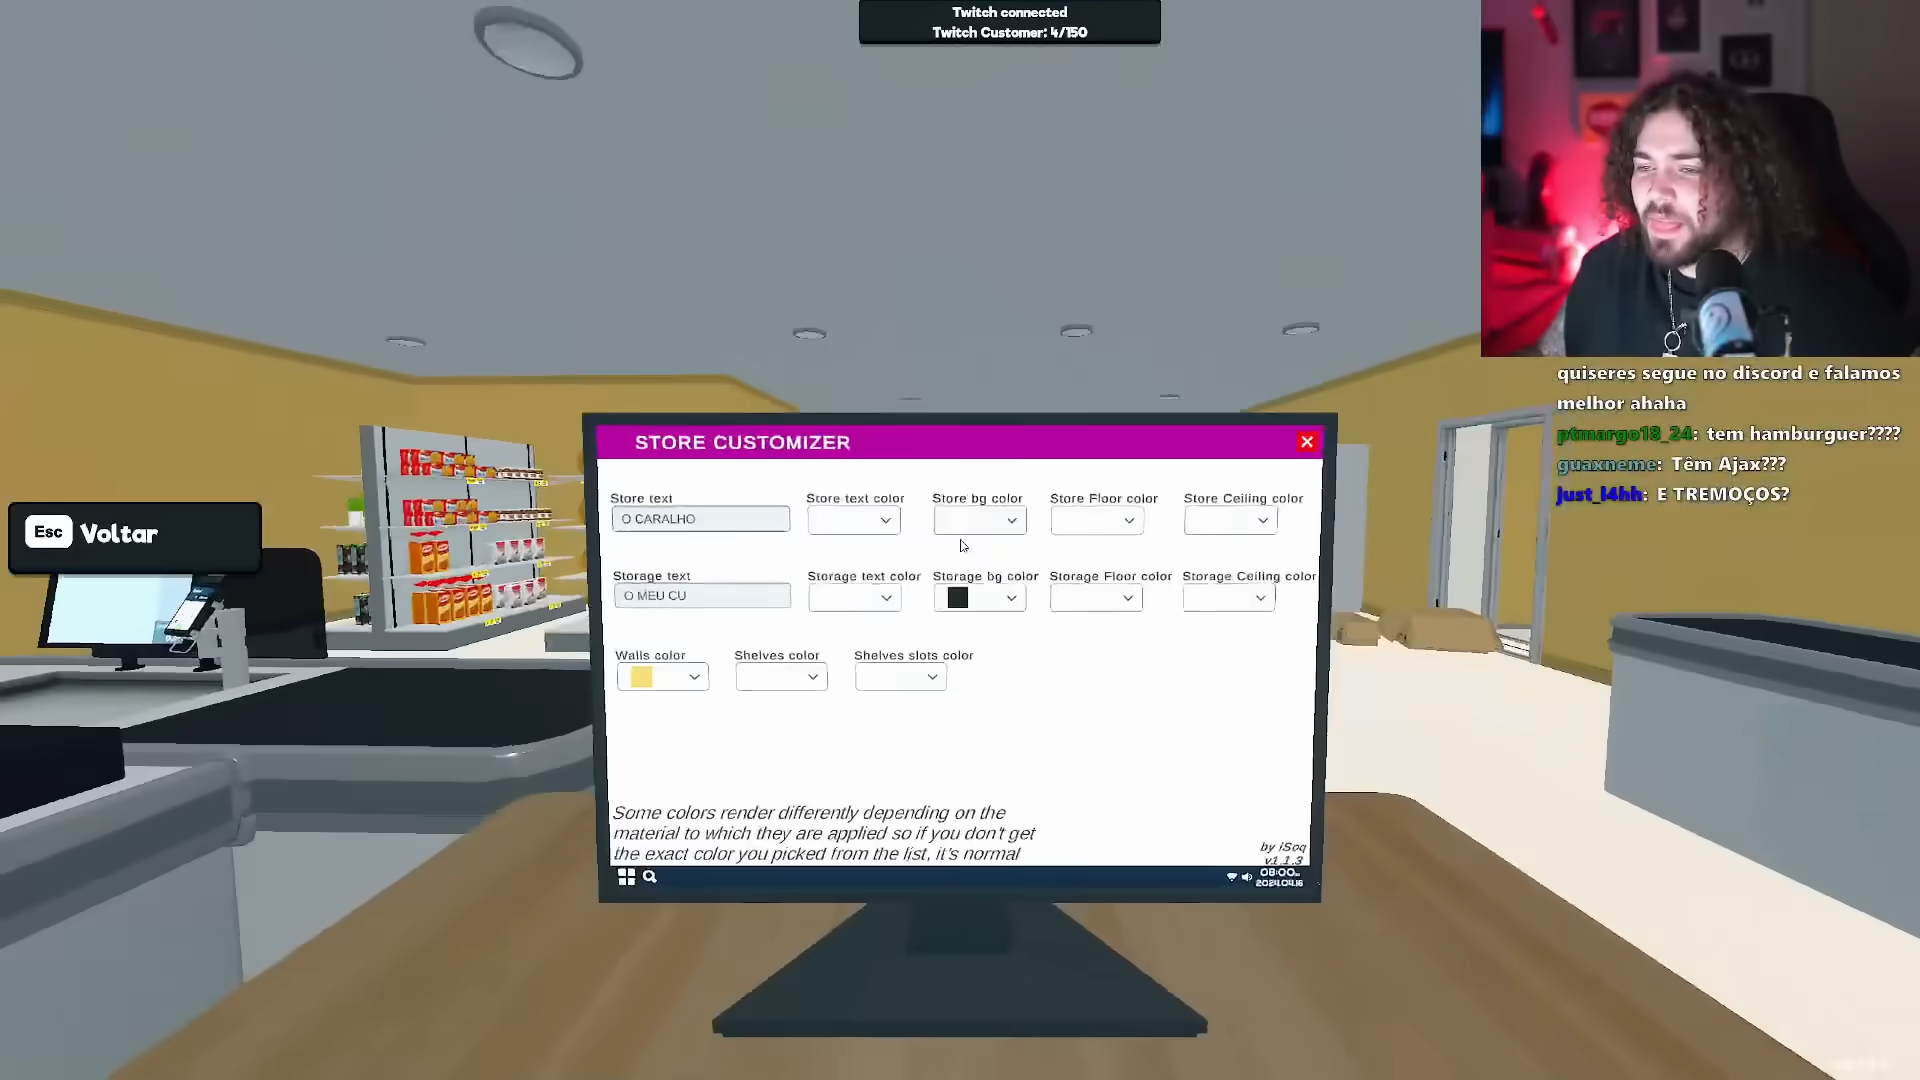 Twitch connected
Twitch Customer: 4/150
quiseres segue no discord e falamos
melhor ahaha
ptmargo18_24: tem hamburguer????
guaxneme: Têm Ajax???
just_l4hh: E TREMOÇOS?
Esc Voltar
STORE CUSTOMIZER
Store text Store text color Store bg color Store Floor color Store Ceiling color
O CARALHO
Storage text Storage text color Storage bg color Storage Floor color Storage Ceiling color
O MEU CU
Walls color Shelves color Shelves slots color
Some colors render differently depending on the
material to which they are applied so if you don't get
the exact color you picked from the list, it's normal
by iSoq
v1.1.3
08:00
2024.04.16